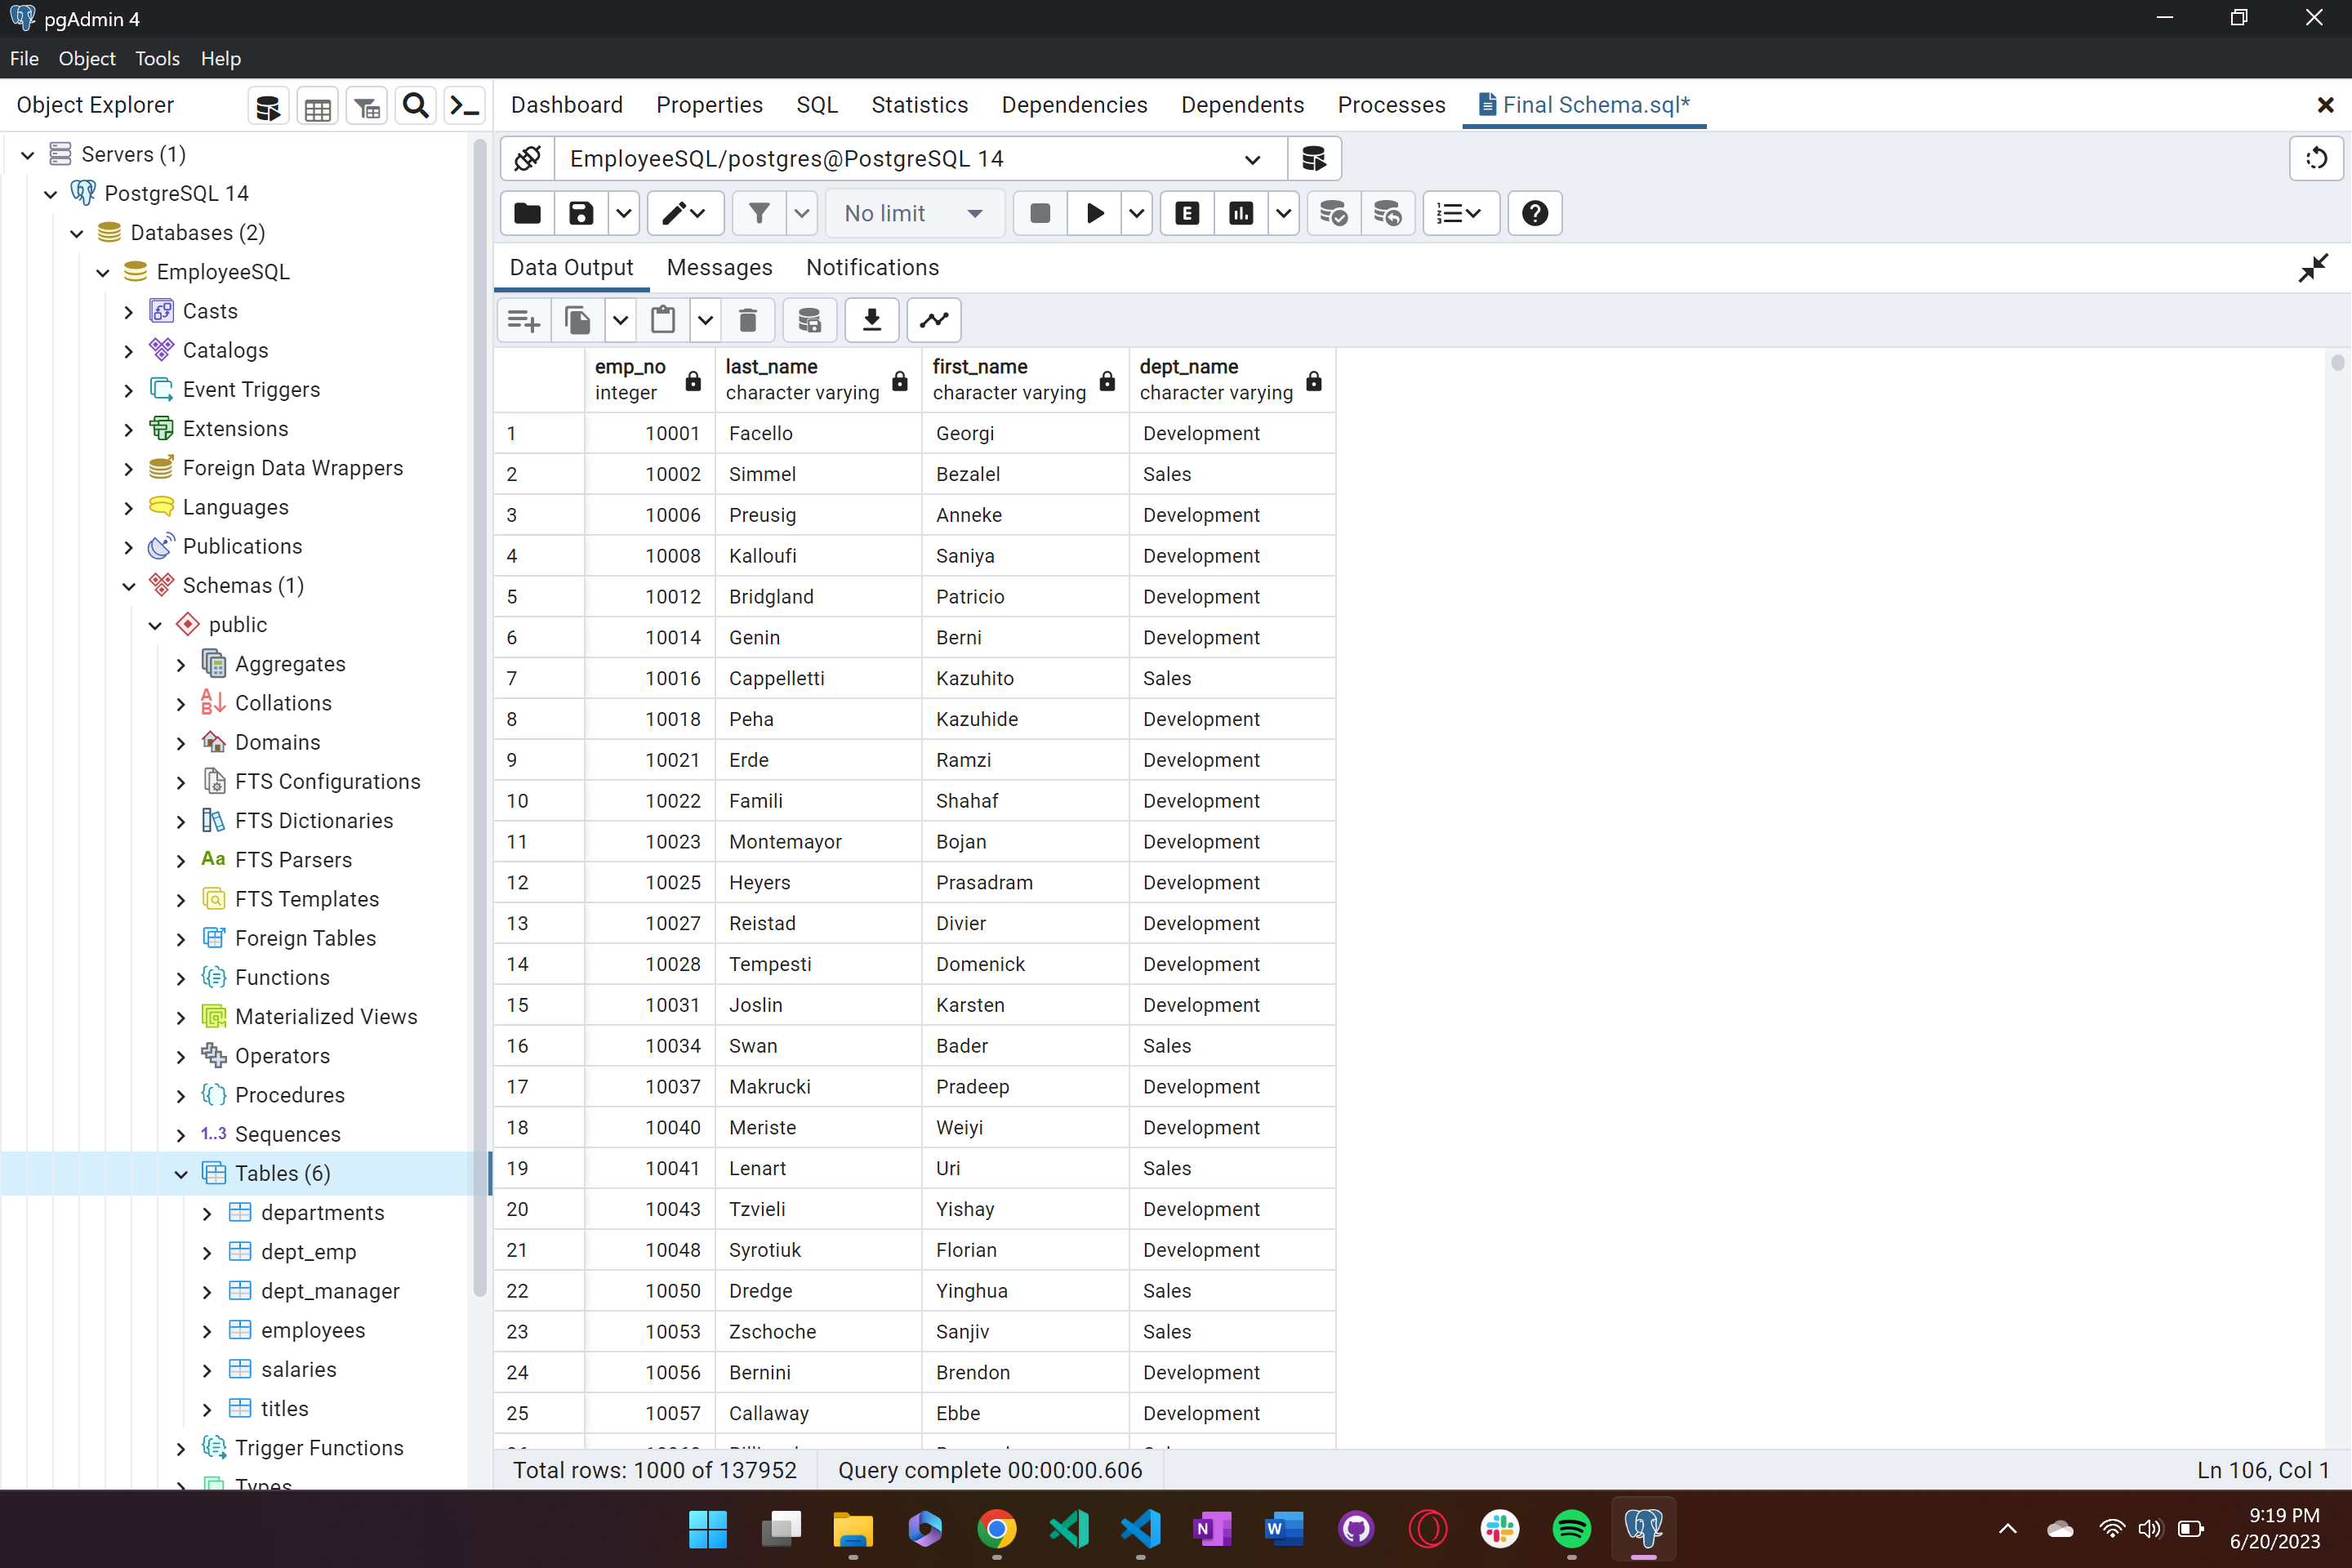 pgAdmin 4
File Object Tools Help
Object Explorer
Dashboard Properties SQL Statistics Dependencies Dependents Processes Final Schema.sql*
Servers (1)
PostgreSQL 14
Databases (2)
EmployeeSQL
Casts
Catalogs
Event Triggers
Extensions
Foreign Data Wrappers
Languages
Publications
Schemas (1)
public
Aggregates
Collations
Domains
FTS Configurations
FTS Dictionaries
Aa FTS Parsers
FTS Templates
Foreign Tables
Functions
Materialized Views
Operators
Procedures
1..3 Sequences
Tables (6)
departments
dept_emp
dept_manager
employees
salaries
titles
Trigger Functions
Types
EmployeeSQL/postgres@PostgreSQL 14
No limit
E
Data Output Messages Notifications
emp_no last_name first_name dept_name
integer character varying character varying character varying
1 10001 Facello Georgi Development
2 10002 Simmel Bezalel Sales
3 10006 Preusig Anneke Development
4 10008 Kalloufi Saniya Development
5 10012 Bridgland Patricio Development
6 10014 Genin Berni Development
7 10016 Cappelletti Kazuhito Sales
8 10018 Peha Kazuhide Development
9 10021 Erde Ramzi Development
10 10022 Famili Shahaf Development
11 10023 Montemayor Bojan Development
12 10025 Heyers Prasadram Development
13 10027 Reistad Divier Development
14 10028 Tempesti Domenick Development
15 10031 Joslin Karsten Development
16 10034 Swan Bader Sales
17 10037 Makrucki Pradeep Development
18 10040 Meriste Weiyi Development
19 10041 Lenart Uri Sales
20 10043 Tzvieli Yishay Development
21 10048 Syrotiuk Florian Development
22 10050 Dredge Yinghua Sales
23 10053 Zschoche Sanjiv Sales
24 10056 Bernini Brendon Development
25 10057 Callaway Ebbe Development
Total rows: 1000 of 137952 Query complete 00:00:00.606 Ln 106, Col 1
N W
9:19 PM
6/20/2023